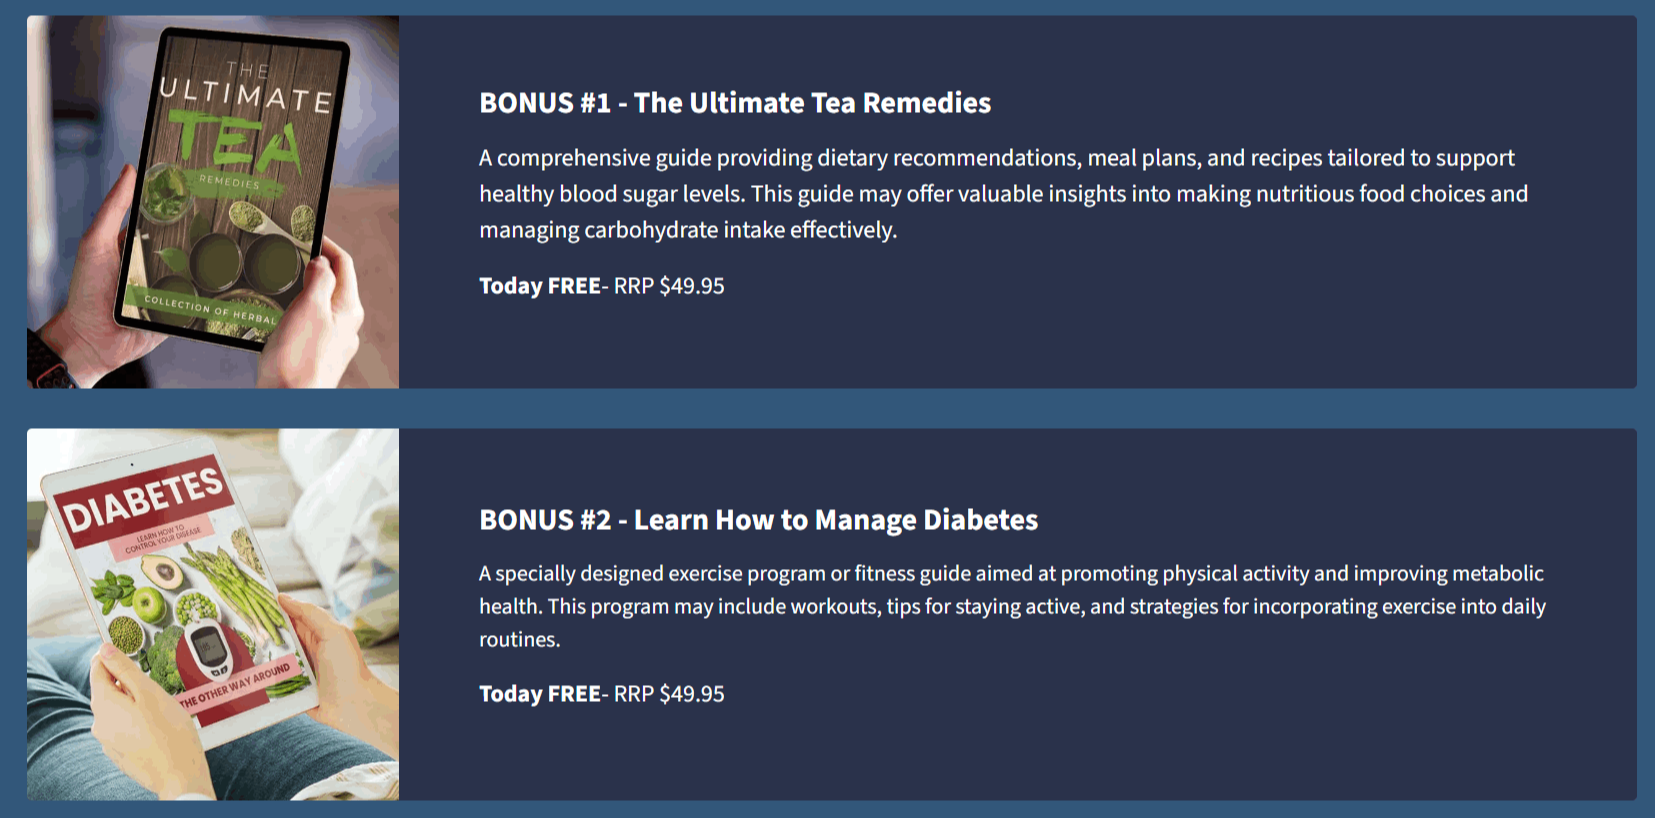 THE
ULTIMATE
TEA
REMEDIES
COLLECTION OF HERBAL
BONUS #1 - The Ultimate Tea Remedies
A comprehensive guide providing dietary recommendations, meal plans, and recipes tailored to support
healthy blood sugar levels. This guide may offer valuable insights into making nutritious food choices and
managing carbohydrate intake effectively.
Today FREE- RRP $49.95
DIABETES
LEARN HOW TO
CONTROL YOUR DISEASE
THE OTHER WAY AROUND
BONUS #2 - Learn How to Manage Diabetes
A specially designed exercise program or fitness guide aimed at promoting physical activity and improving metabolic
health. This program may include workouts, tips for staying active, and strategies for incorporating exercise into daily
routines.
Today FREE- RRP $49.95